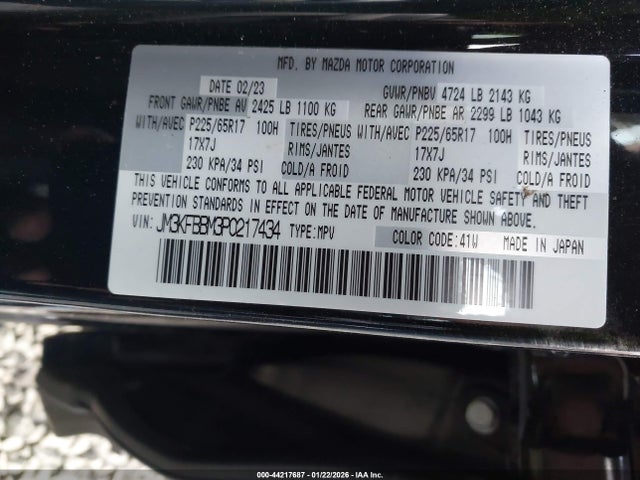 MFD. BY MAZDA MOTOR CORPORATION
DATE 02/23 GVWR/PNBV 4724 LB 2143 KG
FRONT GAWR/PNBE AV 2425 LB 1100 KG REAR GAWR/PNBE AR 2299 LB 1043 KG
WITH/AVEC P225/65R17 100H TIRES/PNEUS WITH/AVEC P225/65R17 100H TIRES/PNEUS
17X7J RIMS/JANTES 17X7J RIMS/JANTES
230 KPA/34 PSI COLD/A FROID 230 KPA/34 PSI COLD/A FROID
THIS VEHICLE CONFORMS TO ALL APPLICABLE FEDERAL MOTOR VEHICLE SAFETY AND THEFT
PREVENTION STANDARDS IN EFFECT ON THE DATE OF MANUFACTURE SHOWN ABOVE.
VIN: JM3KFBBM3P0217434 TYPE: MPV COLOR CODE: 41W MADE IN JAPAN
000-44217687 - 01/22/2026 - IAA Inc.